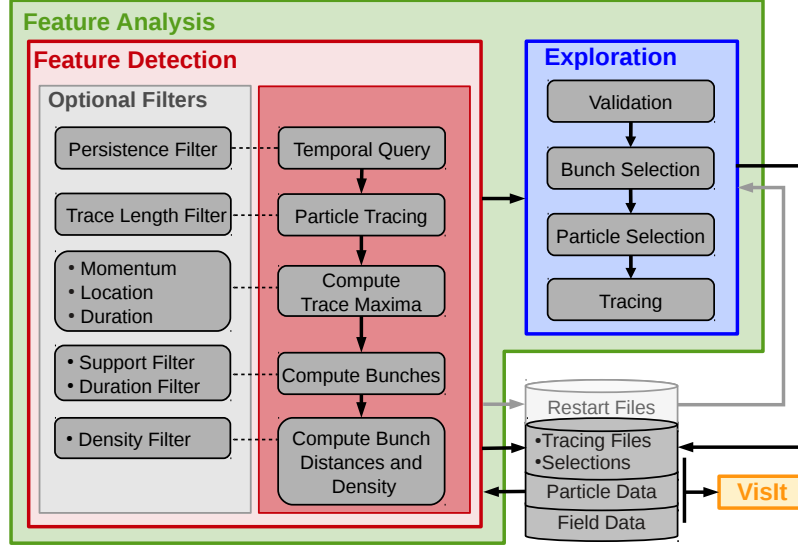 Feature Analysis
Feature Detection
Optional Filters
Persistence Filter
Trace Length Filter
• Momentum
• Location
• Duration
• Support Filter
• Duration Filter
• Density Filter
Temporal Query
Particle Tracing
Compute
Trace Maxima
Compute Bunches
Compute Bunch
Distances and
Density
Exploration
Validation
Bunch Selection
Particle Selection
Tracing
Restart Files
•Tracing Files
•Selections
Particle Data
Field Data
VisIt